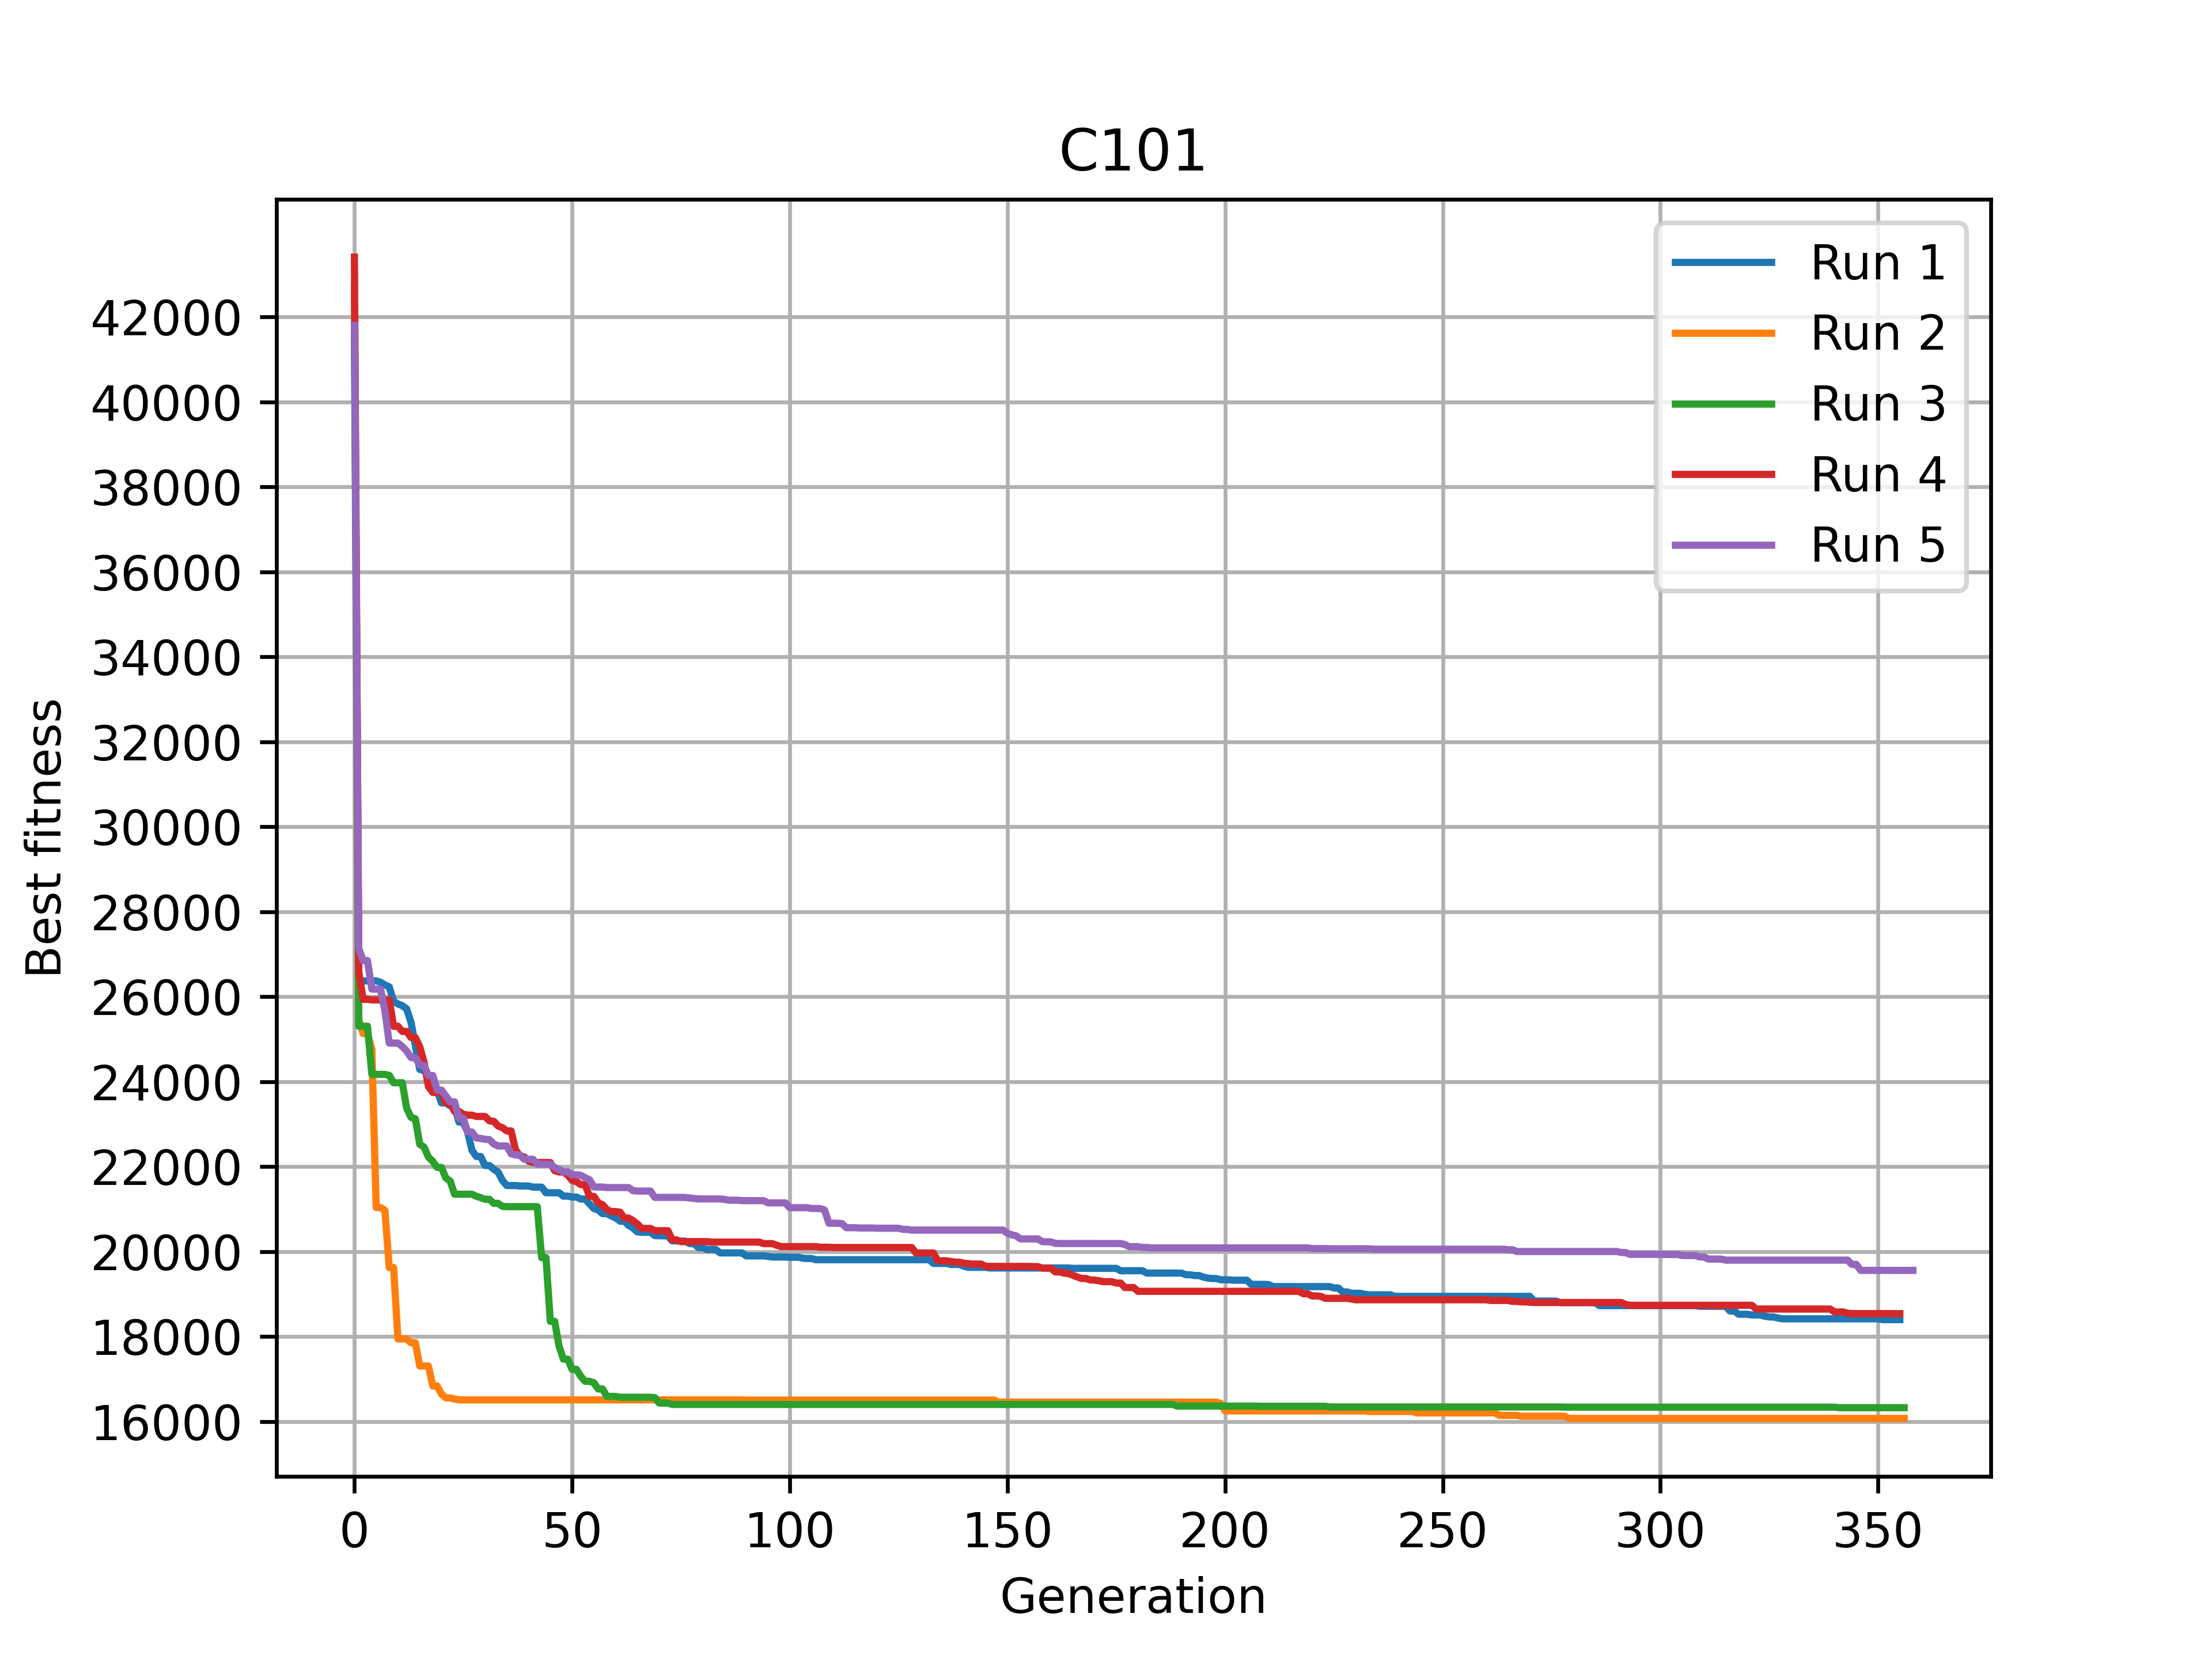 C101
Run 1
Run 2
Run 3
Run 4
Run 5
42000
40000
38000
36000
34000
32000
30000
28000
26000
24000
22000
20000
18000
16000
Best fitness
0 50 100 150 200 250 300 350
Generation